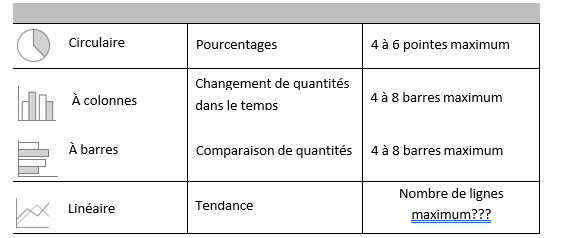 Circulaire Pourcentages 4 à 6 pointes maximum
À colonnes Changement de quantités dans le temps 4 à 8 barres maximum
À barres Comparaison de quantités 4 à 8 barres maximum
Linéaire Tendance Nombre de lignes maximum???